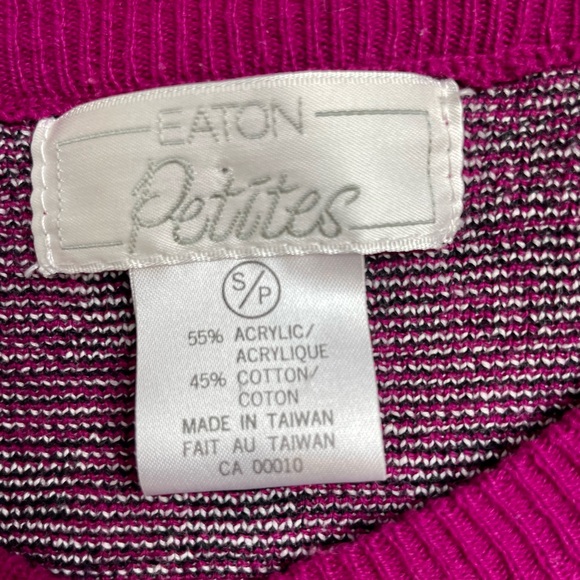 EATON
Petites
S/P
55% ACRYLIC/
ACRYLIQUE
45% COTTON/
COTON
MADE IN TAIWAN
FAIT AU TAIWAN
CA 00010